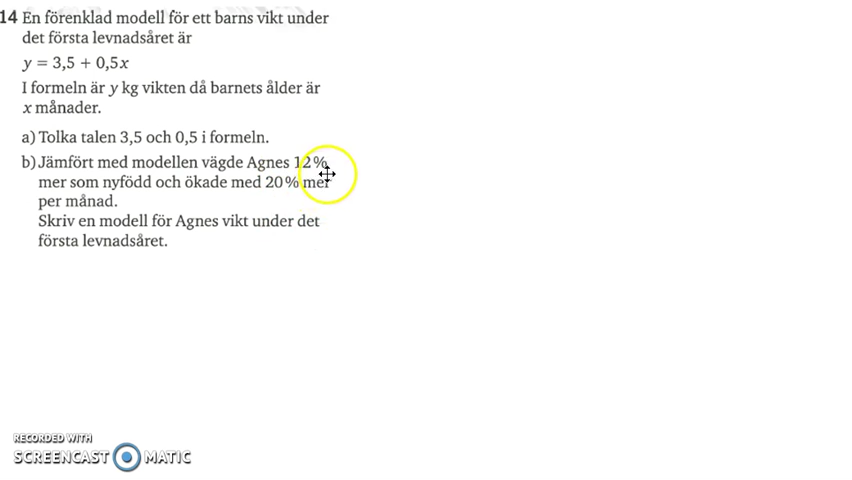 14 En förenklad modell för ett barns vikt under
det första levnadsåret är
y = 3,5 + 0,5x
I formeln är y kg vikten då barnets ålder är
x månader.
a) Tolka talen 3,5 och 0,5 i formeln.
b) Jämfört med modellen vägde Agnes 12%
mer som nyfödd och ökade med 20% mer
per månad.
Skriv en modell för Agnes vikt under det
första levnadsåret.
RECORDED WITH
SCREENCAST MATIC